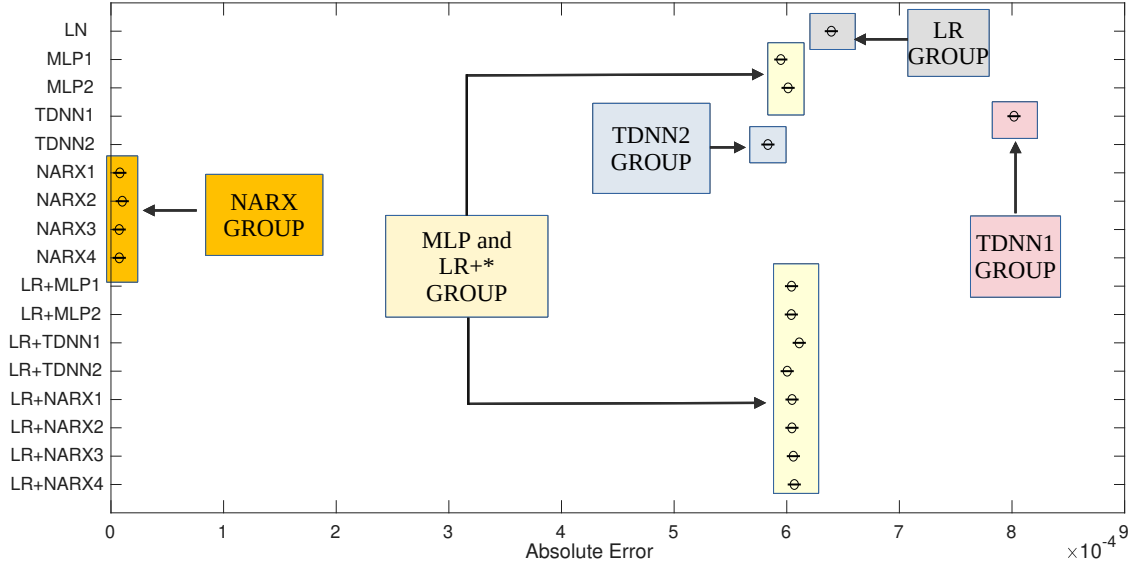 LN
MLP1
MLP2
TDNN1
TDNN2
NARX1
NARX2
NARX3
NARX4
LR+MLP1
LR+MLP2
LR+TDNN1
LR+TDNN2
LR+NARX1
LR+NARX2
LR+NARX3
LR+NARX4
LR
GROUP
TDNN2
GROUP
NARX
GROUP
MLP and
LR+*
GROUP
TDNN1
GROUP
0 1 2 3 4 5 6 7 8 9
Absolute Error
×10⁻⁴